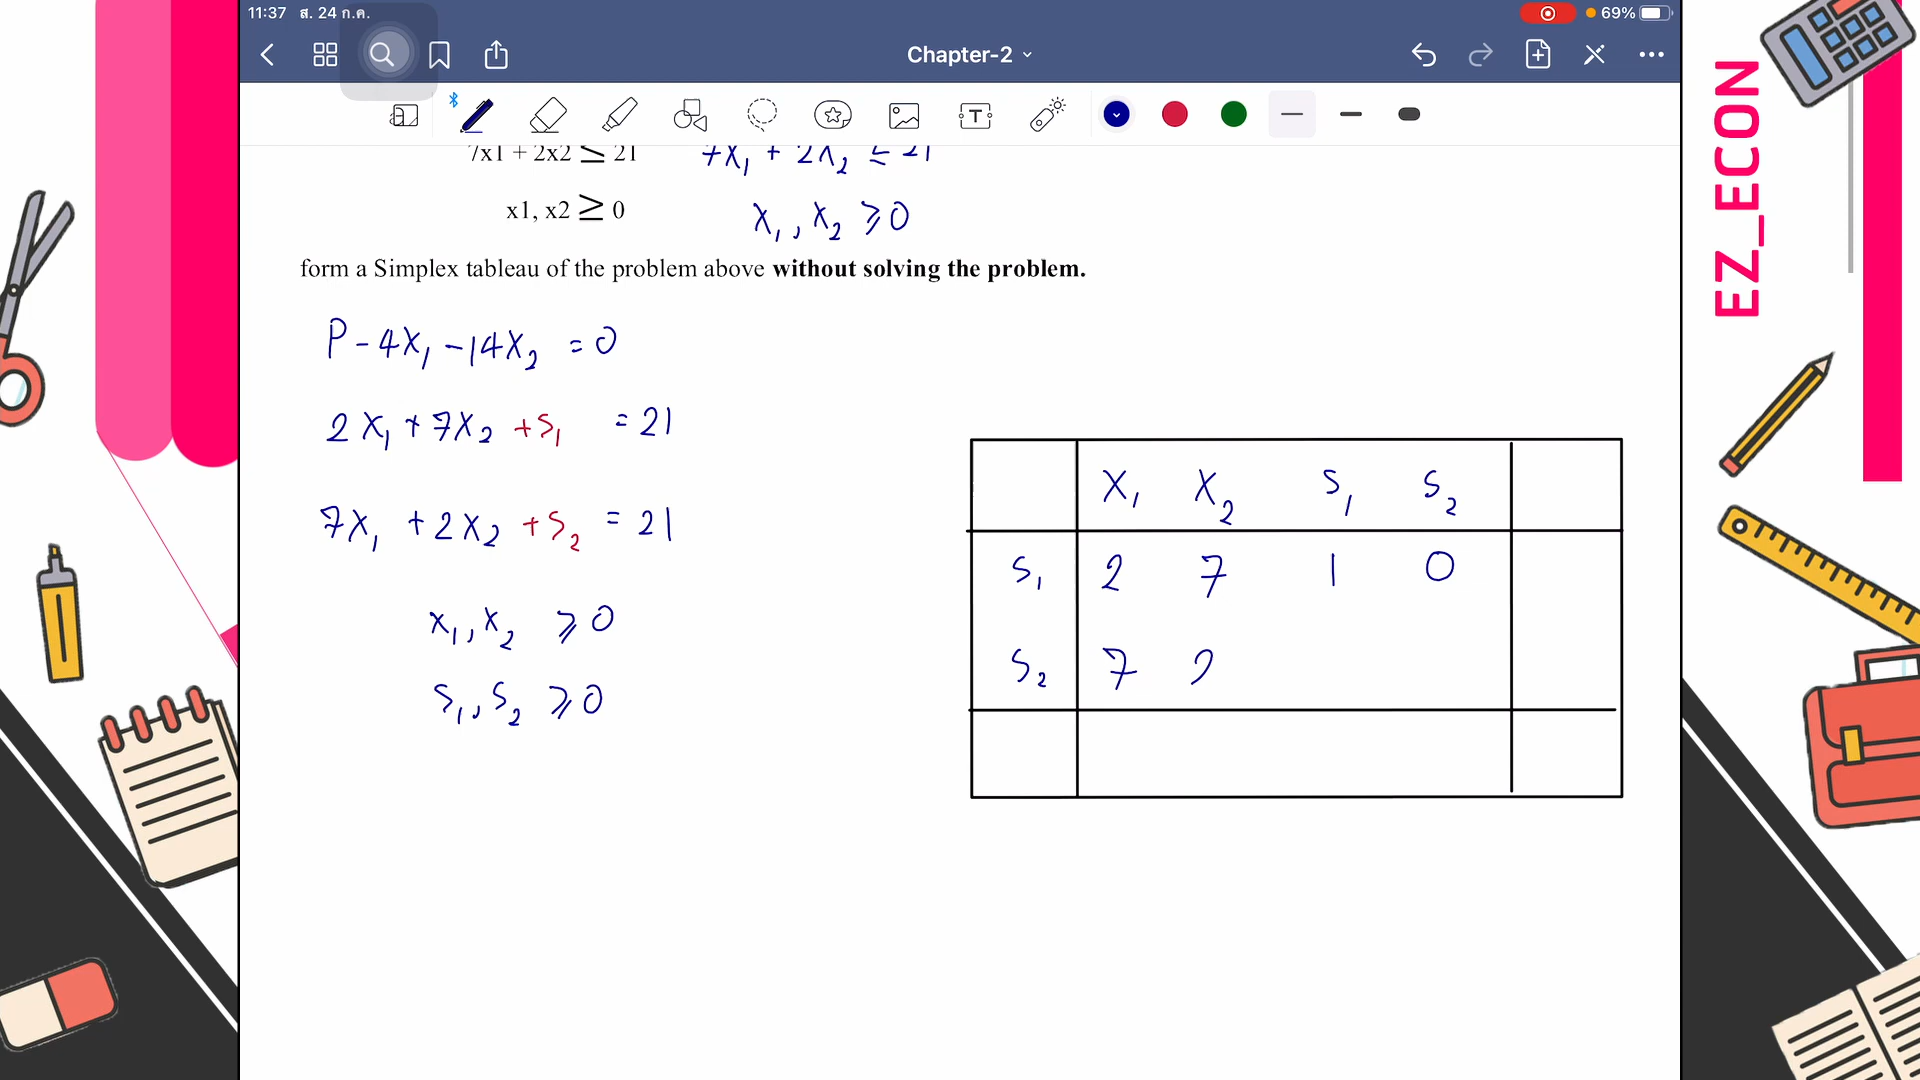 11:37 ส. 24 ก.ค.
69%
Chapter-2
T
EZ_ECON
7x1 + 2x2 ≤ 21
7x₁ + 2x₂ ≤ 21
x1, x2 ≥ 0
x₁, x₂ ≥ 0
form a Simplex tableau of the problem above without solving the problem.
P - 4x₁ - 14x₂ = 0
2x₁ + 7x₂ + S₁ = 21
7x₁ + 2x₂ + S₂ = 21
x₁, x₂ ≥ 0
S₁, S₂ ≥ 0
x₁ x₂ S₁ S₂
S₁ 2 7 1 0
S₂ 7 2